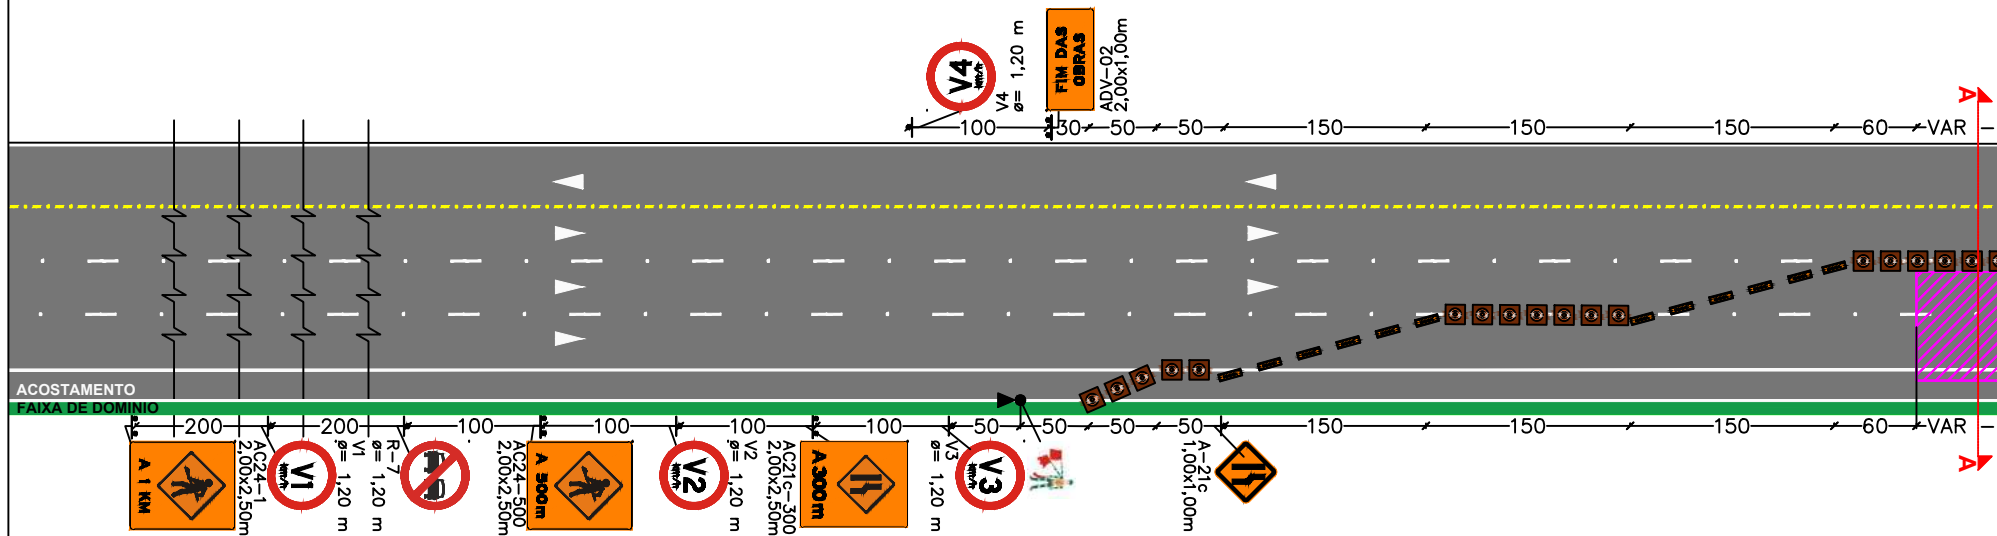 V4
km/h
V4
ø= 1,20 m
FIM DAS
OBRAS
ADV-02
2,00x1,00m
A
100
30
50
50
150
150
150
60
VAR
ACOSTAMENTO
FAIXA DE DOMINIO
200
200
100
100
100
100
50
50
50
50
150
150
150
60
VAR
A 1 KM
AC24-1
2,00x2,50m
V1
km/h
V1
ø= 1,20 m
R-7
ø= 1,20 m
A 500m
AC24-500
2,00x2,50m
V2
km/h
V2
ø= 1,20 m
A 300m
AC21c-300
2,00x2,50m
V3
km/h
V3
ø= 1,20 m
A-21c
1,00x1,00m
A